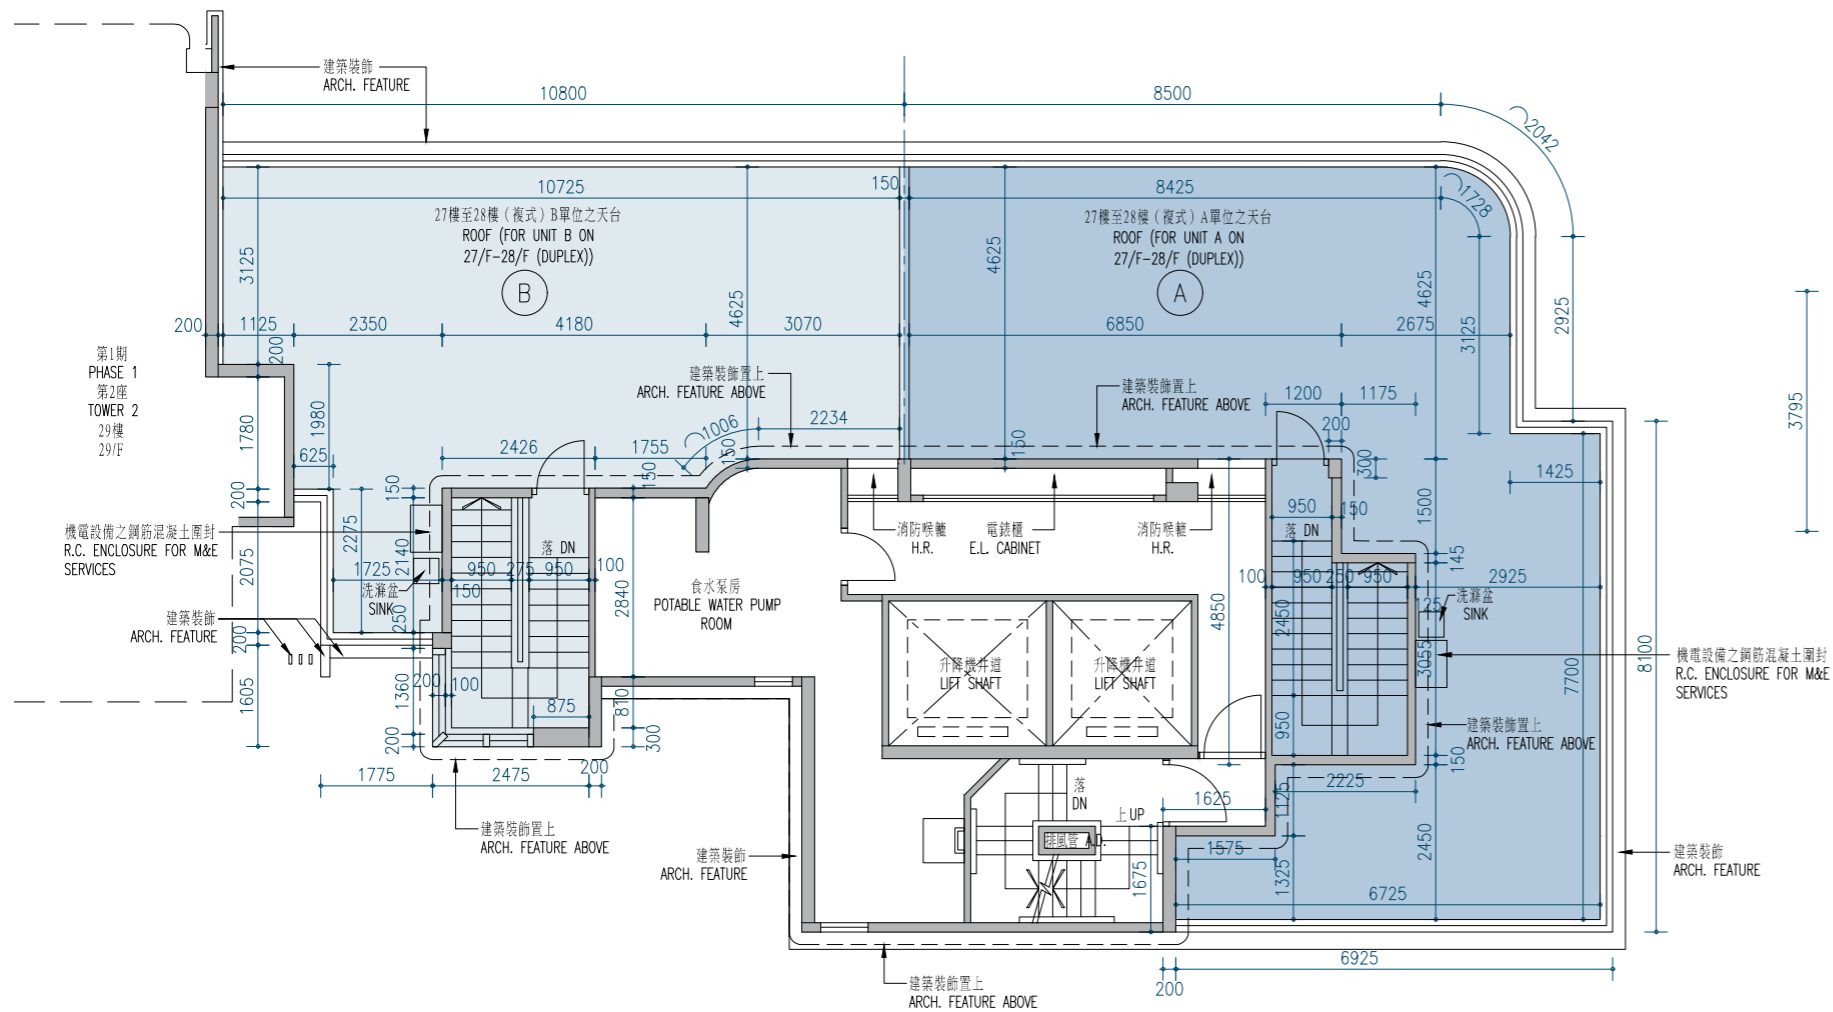 建築裝飾
ARCH. FEATURE
10800
8500
2042
10725
150
8425
1728
27樓至28樓（複式）B單位之天台
ROOF (FOR UNIT B ON
27/F-28/F (DUPLEX))
B
27樓至28樓（複式）A單位之天台
ROOF (FOR UNIT A ON
27/F-28/F (DUPLEX))
A
3125
4625
4625
4625
3125
2925
3795
200
1125
2350
4180
3070
6850
2675
200
第1期
PHASE 1
第2座
TOWER 2
29樓
29/F
建築裝飾置上
ARCH. FEATURE ABOVE
建築裝飾置上
ARCH. FEATURE ABOVE
1200
1175
200
1780
1980
625
2426
1755
1006
2234
150
150
150
150
300
1425
200
機電設備之鋼筋混凝土圍封
R.C. ENCLOSURE FOR M&E
SERVICES
2275
2140
2075
落 DN
消防喉轆
H.R.
電錶櫃
E.L. CABINET
消防喉轆
H.R.
950
150
落 DN
1500
145
1725
950
275
950
100
150
洗滌盆
SINK
250
2840
食水泵房
POTABLE WATER PUMP
ROOM
4850
100
950
250
950
2925
125
2450
洗滌盆
SINK
建築裝飾
ARCH. FEATURE
200
升降機井道
LIFT SHAFT
升降機井道
LIFT SHAFT
3055
7700
8100
機電設備之鋼筋混凝土圍封
R.C. ENCLOSURE FOR M&E
SERVICES
1605
200
100
1360
875
810
300
200
950
150
建築裝飾置上
ARCH. FEATURE ABOVE
1775
2475
200
落
DN
上 UP
1625
1125
2225
建築裝飾置上
ARCH. FEATURE ABOVE
建築裝飾
ARCH. FEATURE
排風管 A.D.
1575
1675
1325
2450
6725
建築裝飾
ARCH. FEATURE
6925
200
建築裝飾置上
ARCH. FEATURE ABOVE